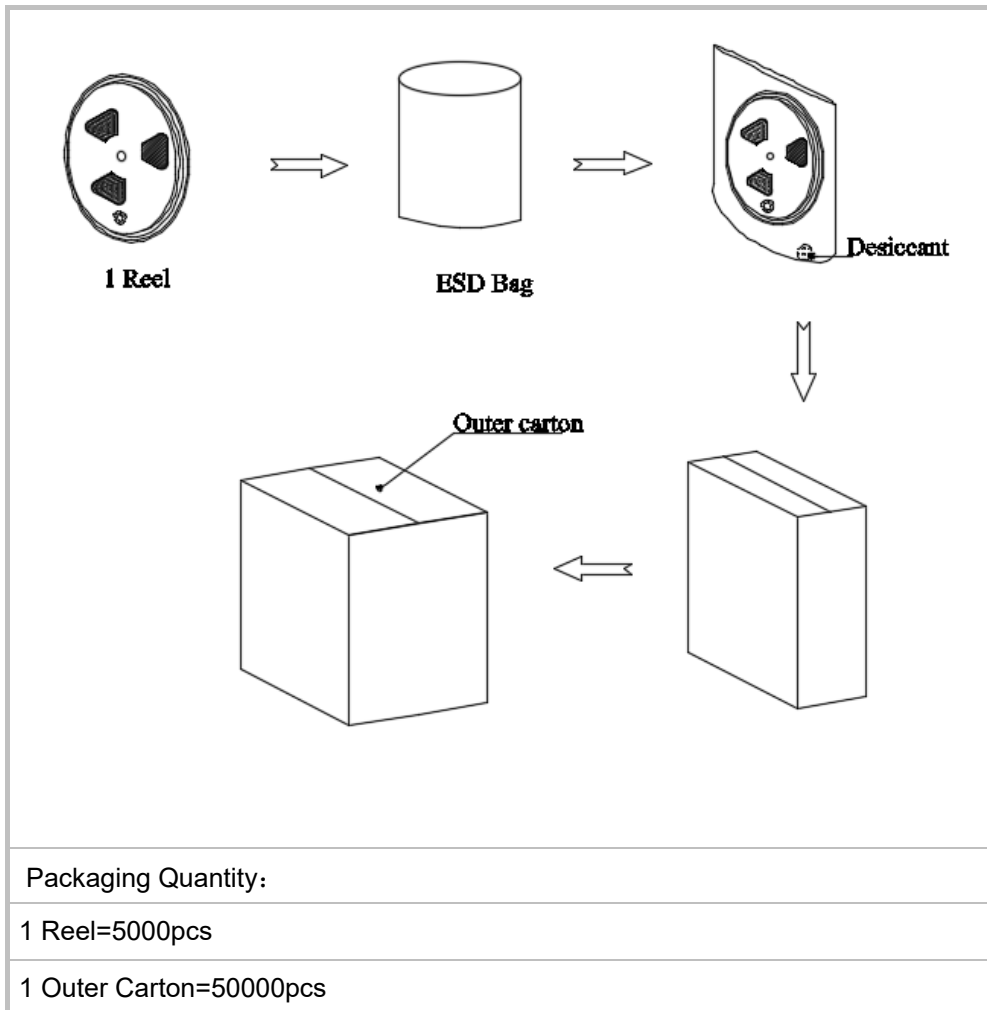 1 Reel
ESD Bag
Desiccant
Outer carton
Packaging Quantity：
1 Reel=5000pcs
1 Outer Carton=50000pcs